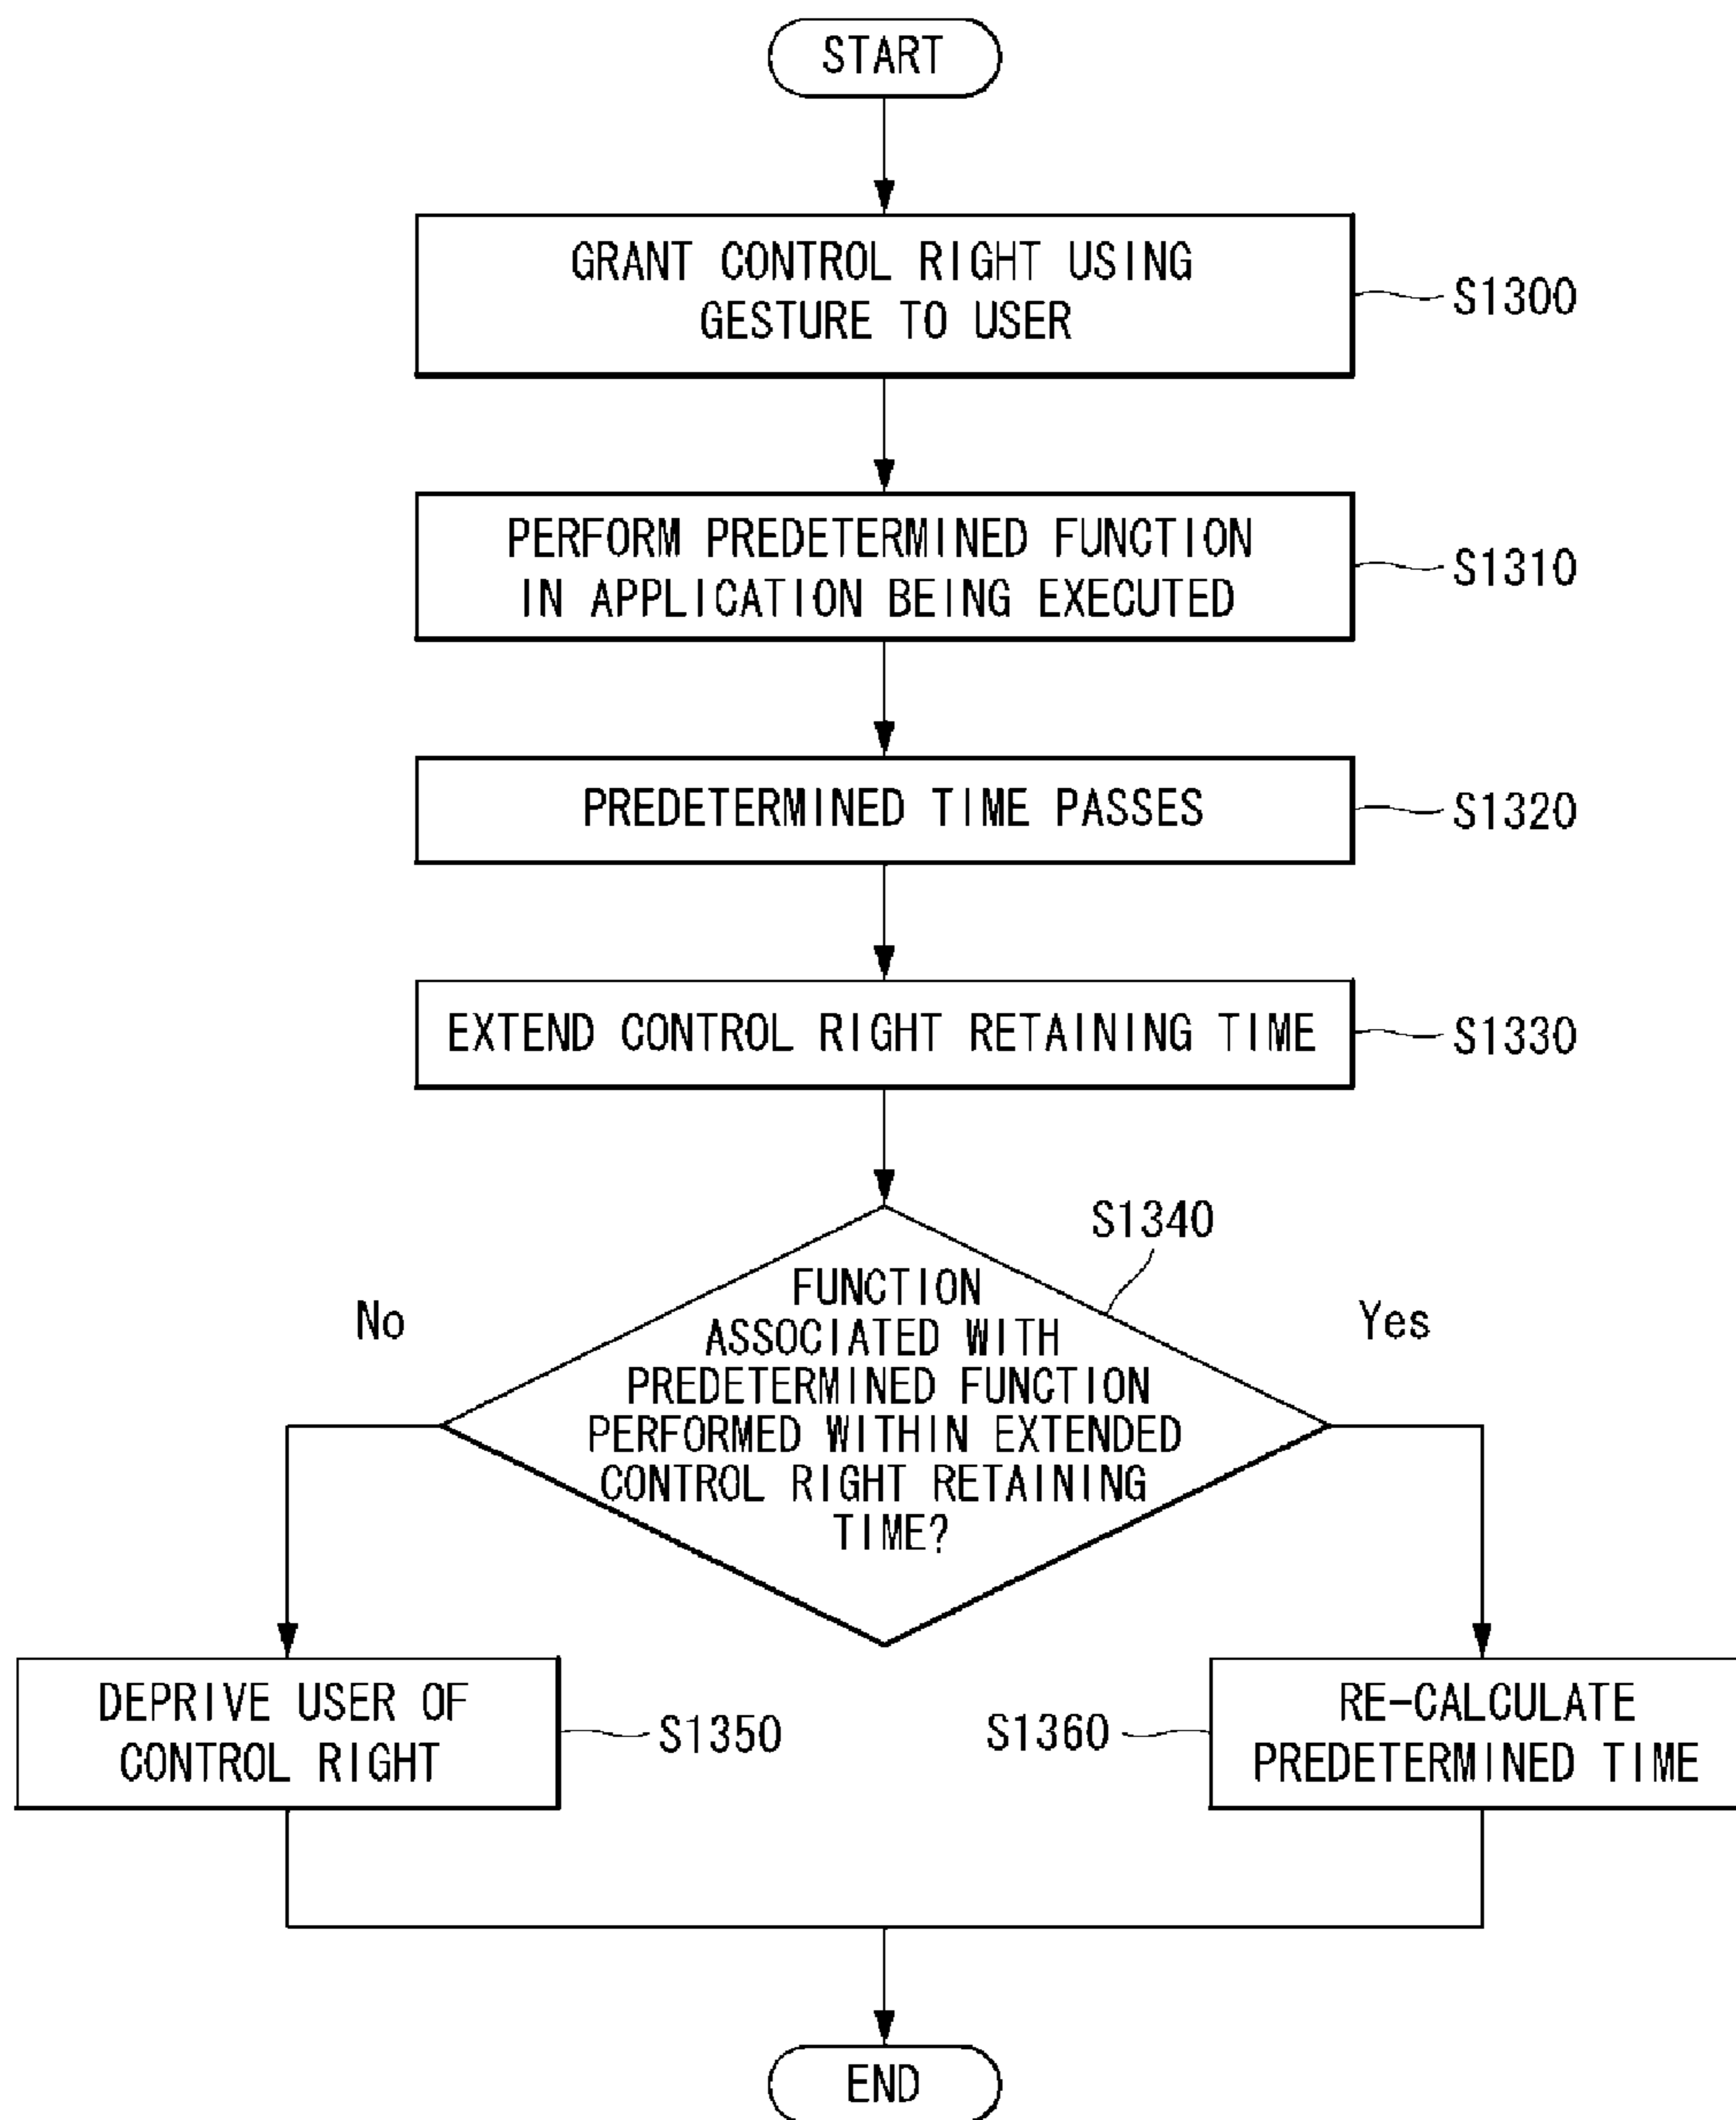 START
GRANT CONTROL RIGHT USING
GESTURE TO USER
S1300
PERFORM PREDETERMINED FUNCTION
IN APPLICATION BEING EXECUTED
S1310
PREDETERMINED TIME PASSES
S1320
EXTEND CONTROL RIGHT RETAINING TIME
S1330
S1340
No
FUNCTION
ASSOCIATED WITH
PREDETERMINED FUNCTION
PERFORMED WITHIN EXTENDED
CONTROL RIGHT RETAINING
TIME?
Yes
DEPRIVE USER OF
CONTROL RIGHT
S1350
S1360
RE-CALCULATE
PREDETERMINED TIME
END